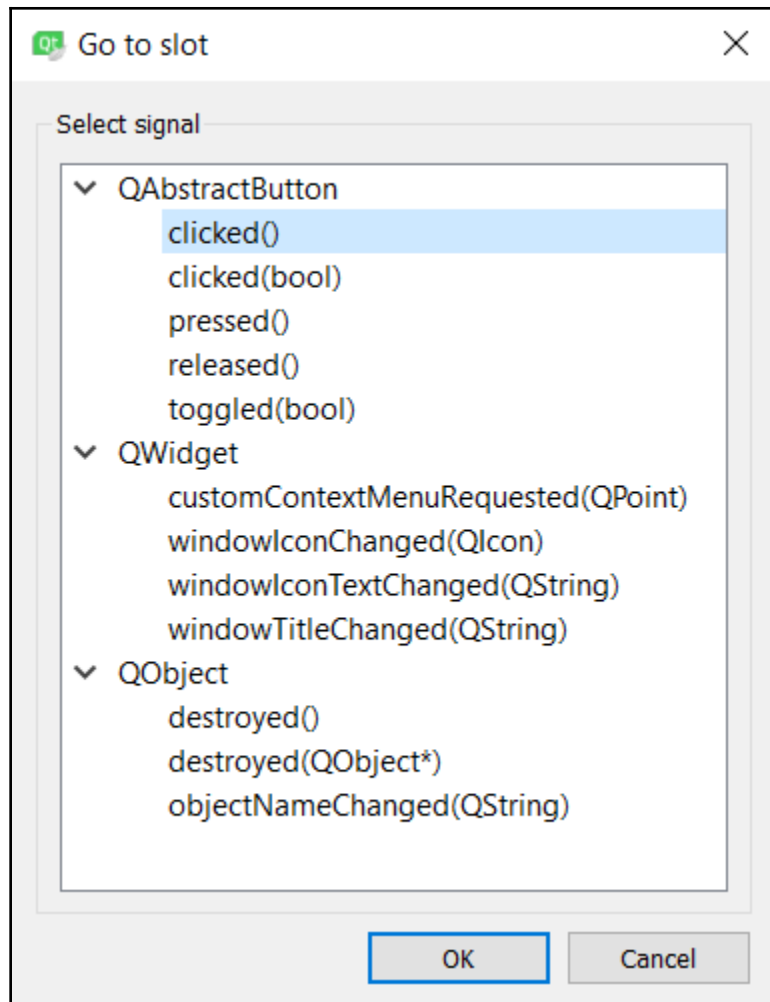 Qt Go to slot
Select signal
QAbstractButton
clicked()
clicked(bool)
pressed()
released()
toggled(bool)
QWidget
customContextMenuRequested(QPoint)
windowIconChanged(QIcon)
windowIconTextChanged(QString)
windowTitleChanged(QString)
QObject
destroyed()
destroyed(QObject*)
objectNameChanged(QString)
OK Cancel